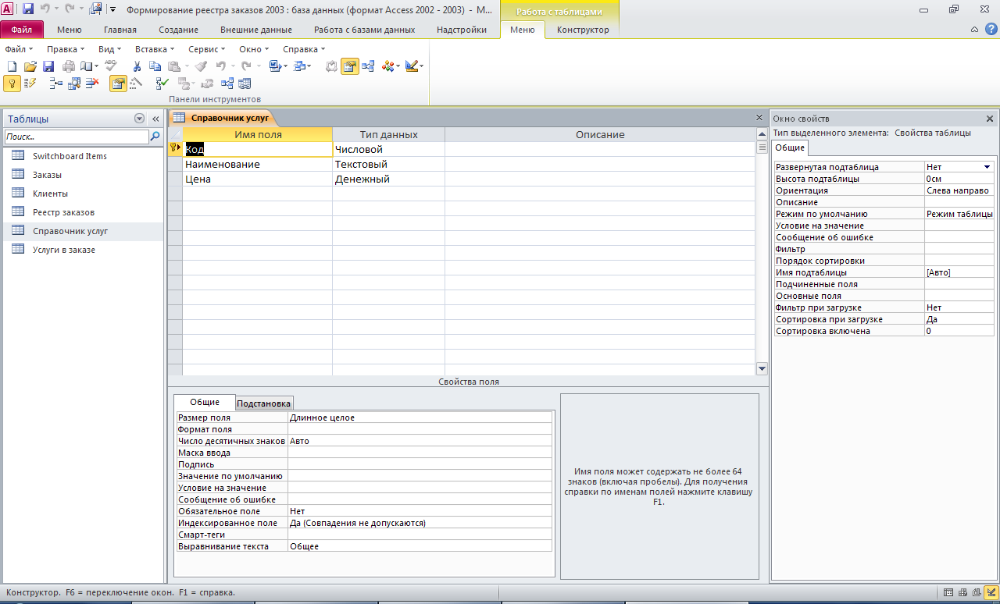 Формирование реестра заказов 2003 : база данных (формат Access 2002 - 2003) - M...
Работа с таблицами
Файл Меню Главная Создание Внешние данные Работа с базами данных Надстройки Меню Конструктор
Файл Правка Вид Вставка Сервис Окно Справка
Панели инструментов
Таблицы
Поиск...
Switchboard Items
Заказы
Клиенты
Реестр заказов
Справочник услуг
Услуги в заказе
Справочник услуг
Имя поля Тип данных Описание
Код Числовой
Наименование Текстовый
Цена Денежный
Свойства поля
Общие Подстановка
Размер поля Длинное целое
Формат поля
Число десятичных знаков Авто
Маска ввода
Подпись
Значение по умолчанию
Условие на значение
Сообщение об ошибке
Обязательное поле Нет
Индексированное поле Да (Совпадения не допускаются)
Смарт-теги
Выравнивание текста Общее
Имя поля может содержать не более 64
знаков (включая пробелы). Для получения
справки по именам полей нажмите клавишу
F1.
Окно свойств
Тип выделенного элемента: Свойства таблицы
Общие
Развернутая подтаблица Нет
Высота подтаблицы 0см
Ориентация Слева направо
Описание
Режим по умолчанию Режим таблицы
Условие на значение
Сообщение об ошибке
Фильтр
Порядок сортировки
Имя подтаблицы [Авто]
Подчиненные поля
Основные поля
Фильтр при загрузке Нет
Сортировка при загрузке Да
Сортировка включена 0
Конструктор. F6 = переключение окон. F1 = справка.